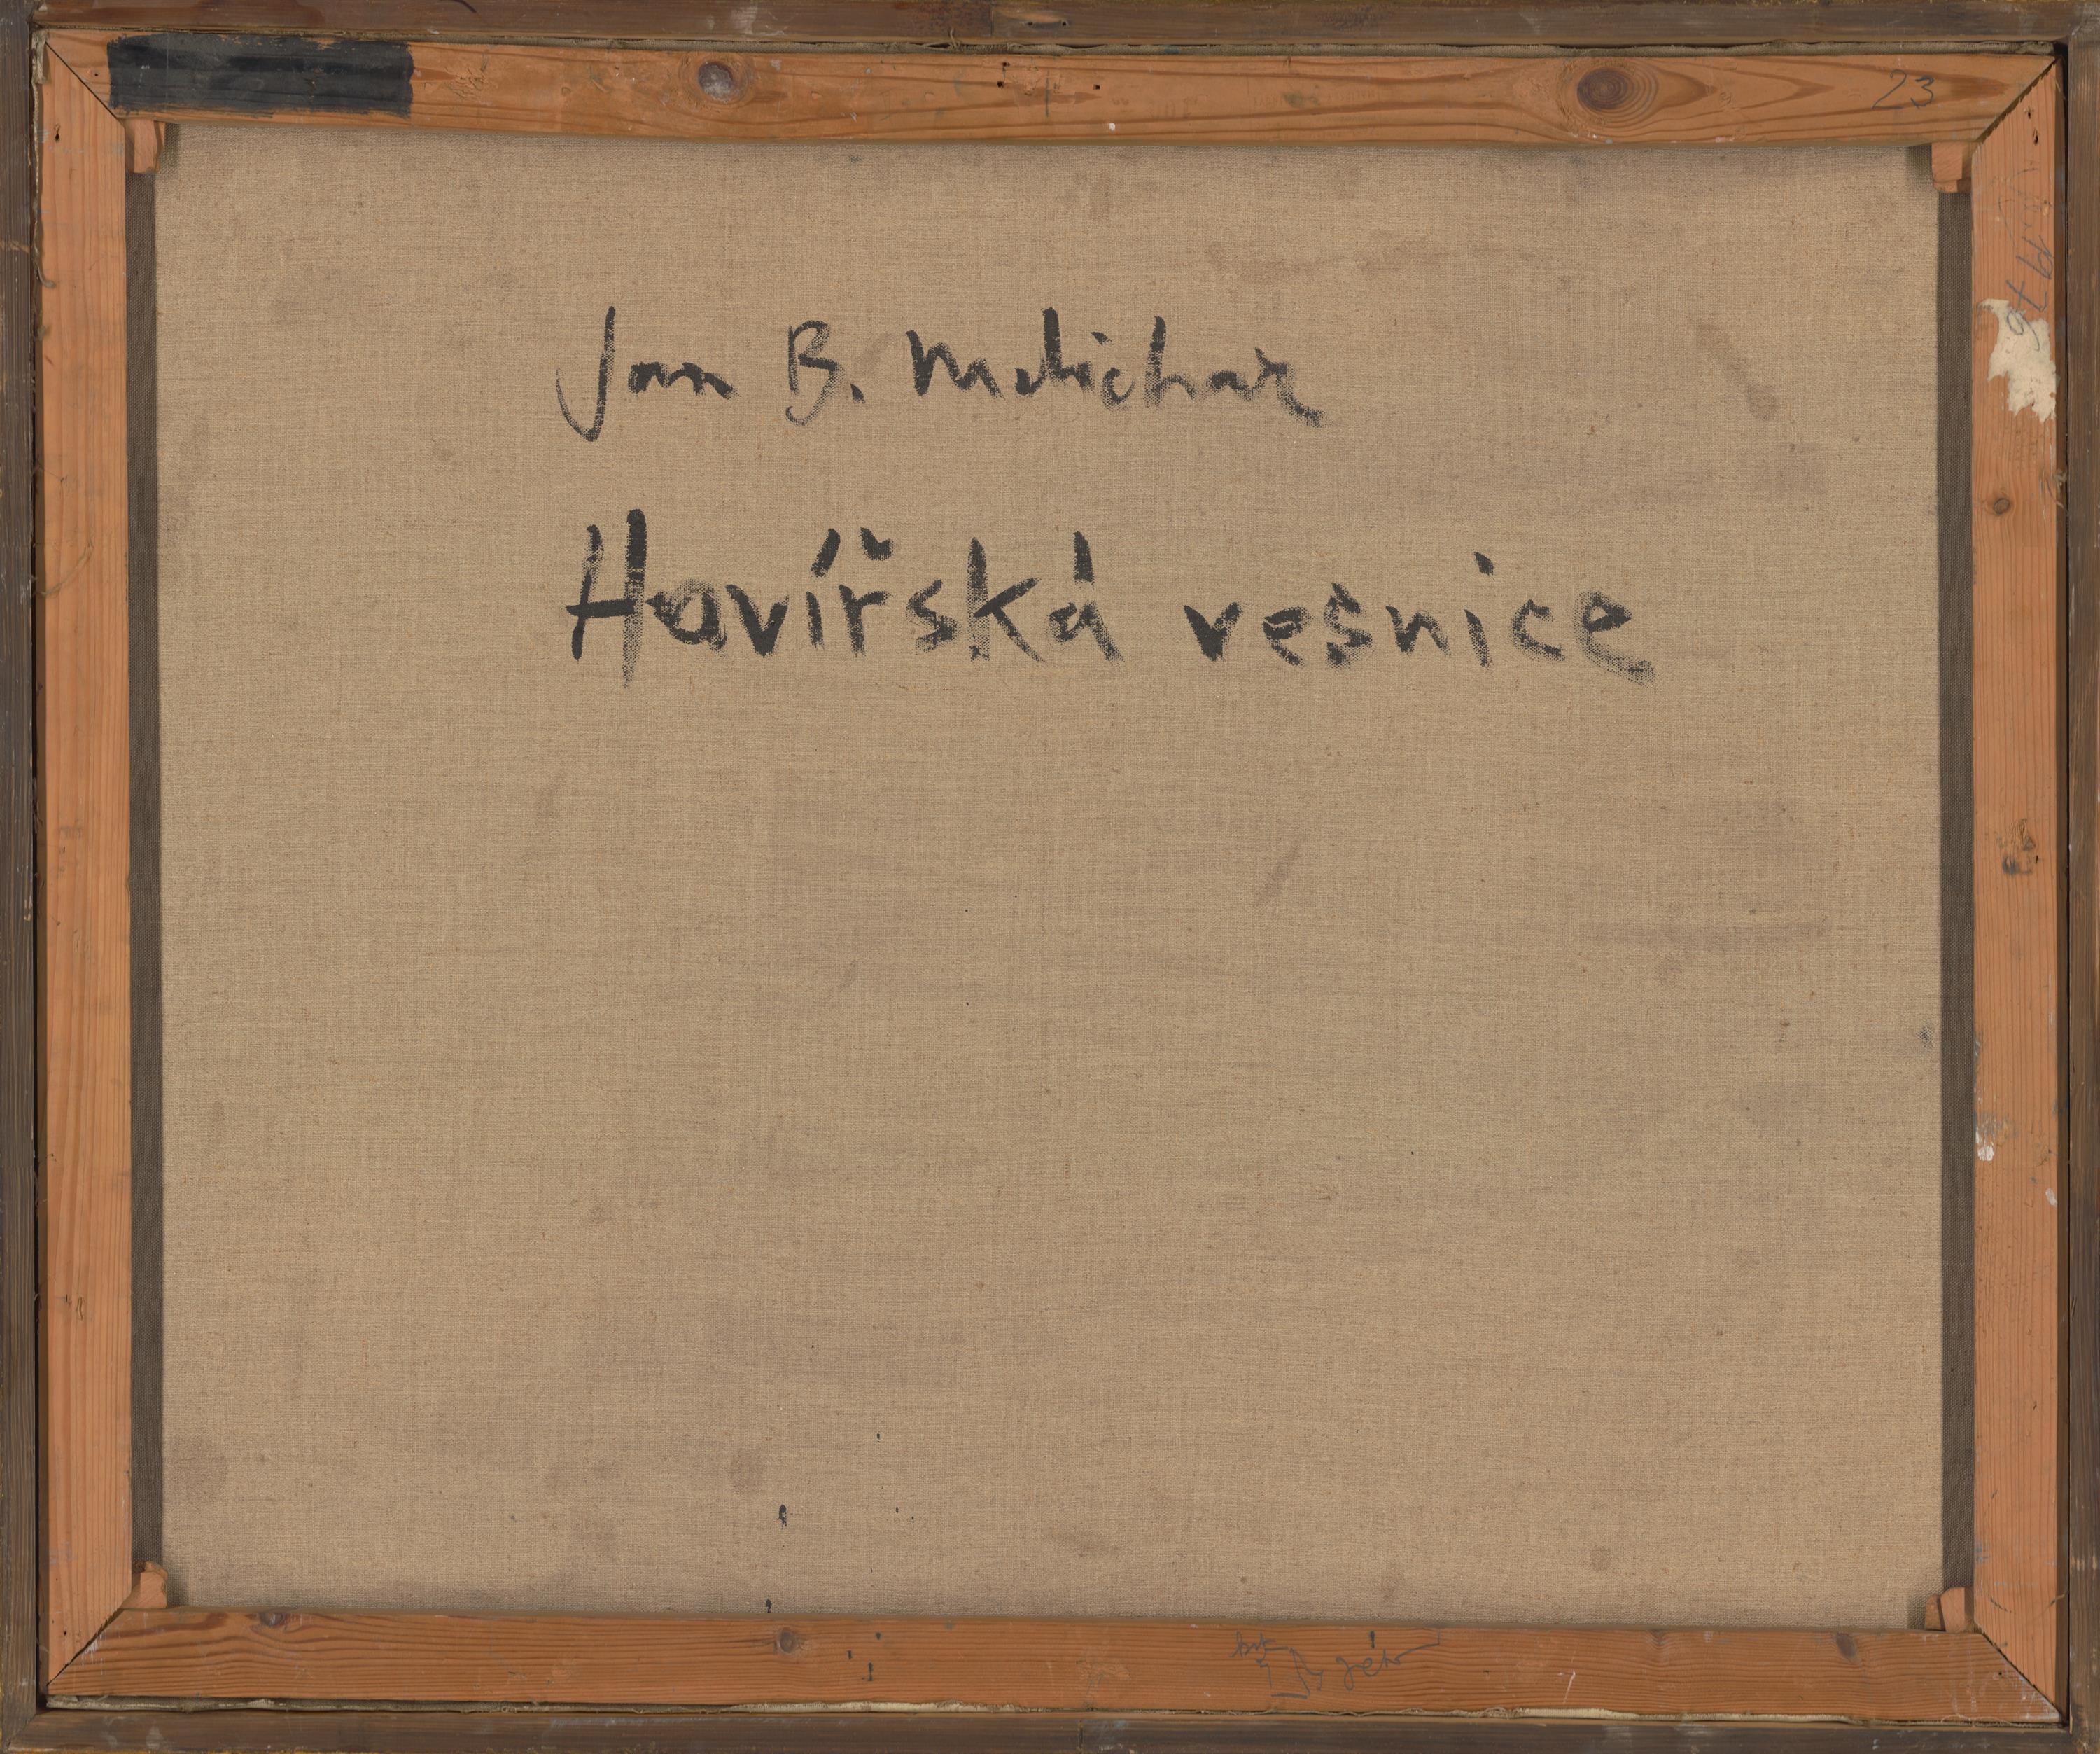 23
Jan B. Melichar
Havířská vesnice